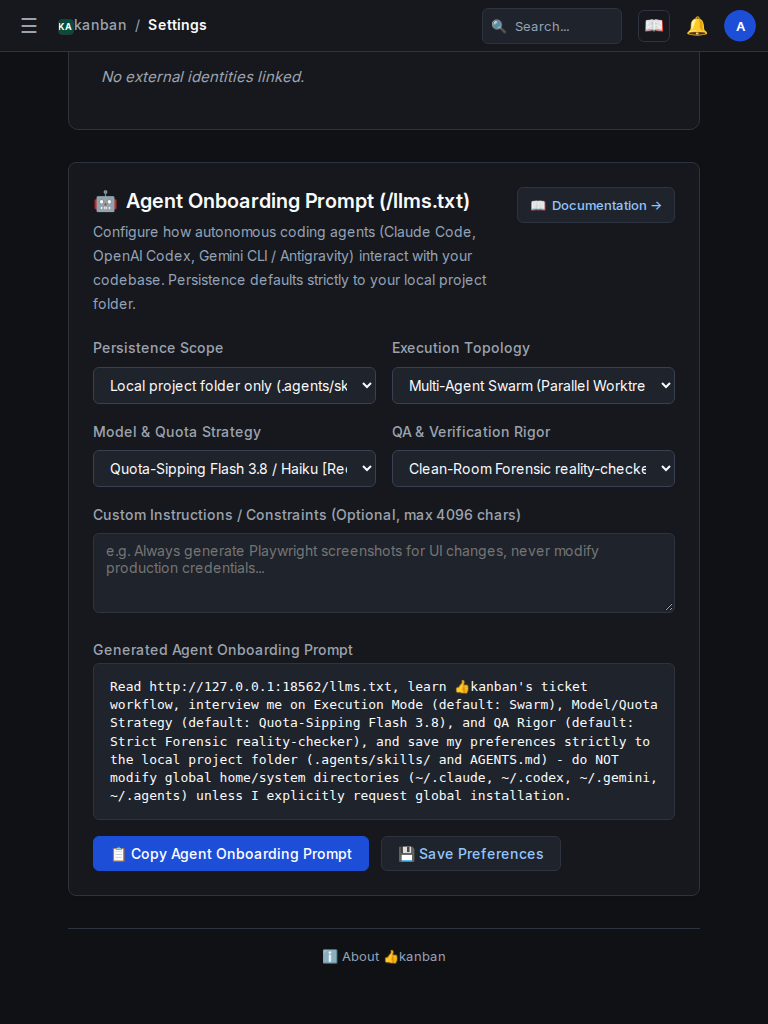 ☰ KA kanban / Settings 🔍 Search... 📖 🔔 A
No external identities linked.
🤖 Agent Onboarding Prompt (/llms.txt)
📖 Documentation →
Configure how autonomous coding agents (Claude Code,
OpenAI Codex, Gemini CLI / Antigravity) interact with your
codebase. Persistence defaults strictly to your local project
folder.
Persistence Scope
Execution Topology
Local project folder only (.agents/sk
Multi-Agent Swarm (Parallel Worktre
Model & Quota Strategy
QA & Verification Rigor
Quota-Sipping Flash 3.8 / Haiku [Re
Clean-Room Forensic reality-checke
Custom Instructions / Constraints (Optional, max 4096 chars)
e.g. Always generate Playwright screenshots for UI changes, never modify
production credentials...
Generated Agent Onboarding Prompt
Read http://127.0.0.1:18562/llms.txt, learn 👍kanban's ticket
workflow, interview me on Execution Mode (default: Swarm), Model/Quota
Strategy (default: Quota-Sipping Flash 3.8), and QA Rigor (default:
Strict Forensic reality-checker), and save my preferences strictly to
the local project folder (.agents/skills/ and AGENTS.md) - do NOT
modify global home/system directories (~/.claude, ~/.codex, ~/.gemini,
~/.agents) unless I explicitly request global installation.
📋 Copy Agent Onboarding Prompt
💾 Save Preferences
ℹ️ About 👍kanban